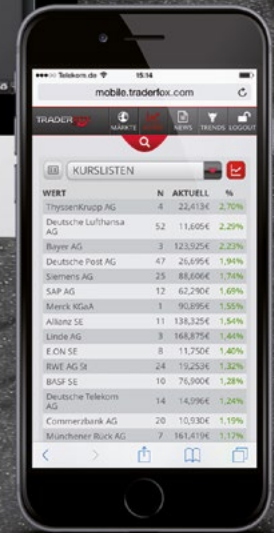 Telekom.de 15:14
mobile.traderfox.com
TRADER
MÄRKTE NEWS TRENDS LOGOUT
KURSLISTEN
WERT N AKTUELL %
ThyssenKrupp AG 4 22,413€ 2,70%
Deutsche Lufthansa AG 52 11,605€ 2,29%
Bayer AG 3 123,925€ 2,23%
Deutsche Post AG 47 26,695€ 1,94%
Siemens AG 25 88,606€ 1,74%
SAP AG 12 62,290€ 1,69%
Merck KGaA 1 90,895€ 1,55%
Allianz SE 11 138,325€ 1,54%
Linde AG 3 168,875€ 1,44%
E.ON SE 8 11,750€ 1,40%
RWE AG St 24 19,253€ 1,32%
BASF SE 10 76,900€ 1,28%
Deutsche Telekom AG 14 14,996€ 1,24%
Commerzbank AG 20 10,930€ 1,19%
Münchener Rück AG 7 161,419€ 1,17%